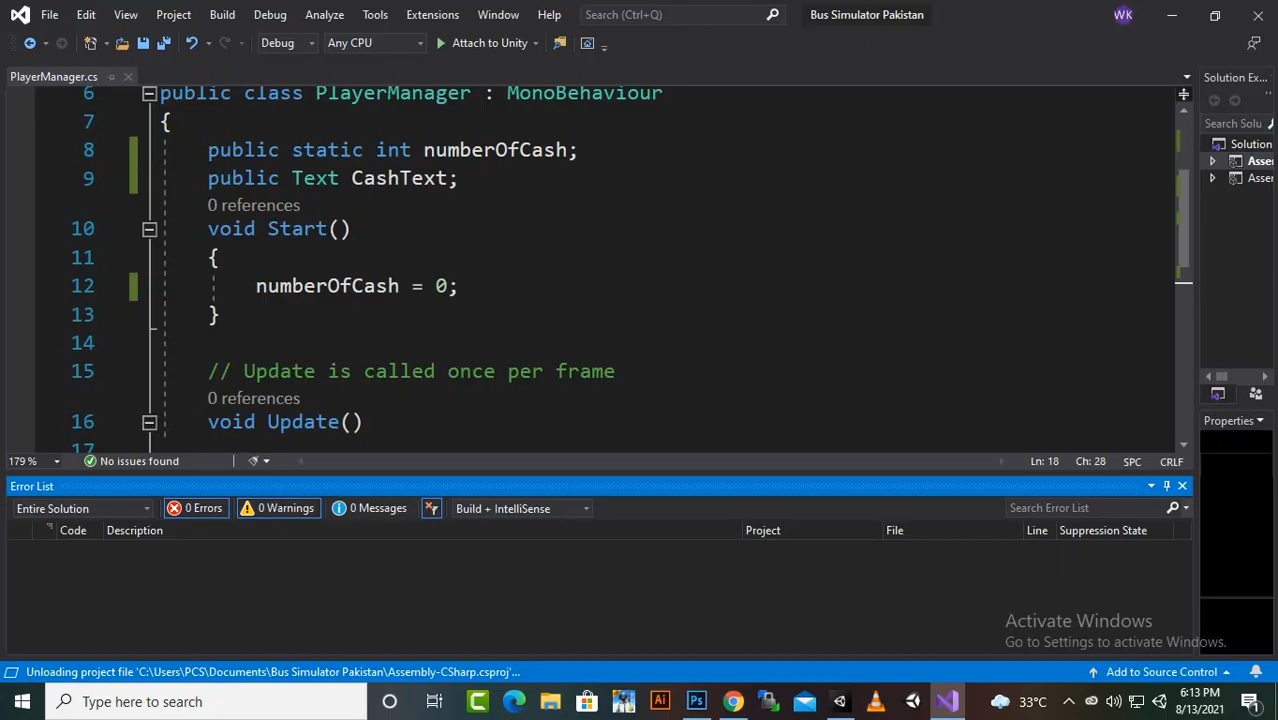 File Edit View Project Build Debug Analyze Tools Extensions Window Help Search (Ctrl+Q) Bus Simulator Pakistan WK
Debug Any CPU Attach to Unity
PlayerManager.cs Solution Ex...
6 public class PlayerManager : MonoBehaviour
7 {
Search Solu
8 public static int numberOfCash;
Solution
Asser
9 public Text CashText;
Asser
0 references
10 void Start()
11 {
12 numberOfCash = 0;
13 }
14
15 // Update is called once per frame
0 references
16 void Update()
Properties
17
179 % No issues found Ln: 18 Ch: 28 SPC CRLF
Error List
Entire Solution 0 Errors 0 Warnings 0 Messages Build + IntelliSense Search Error List
Code Description Project File Line Suppression State
Activate Windows
Go to Settings to activate Windows.
Unloading project file 'C:\Users\PCS\Documents\Bus Simulator Pakistan\Assembly-CSharp.csproj'... Add to Source Control
Type here to search 33°C 6:13 PM
8/13/2021